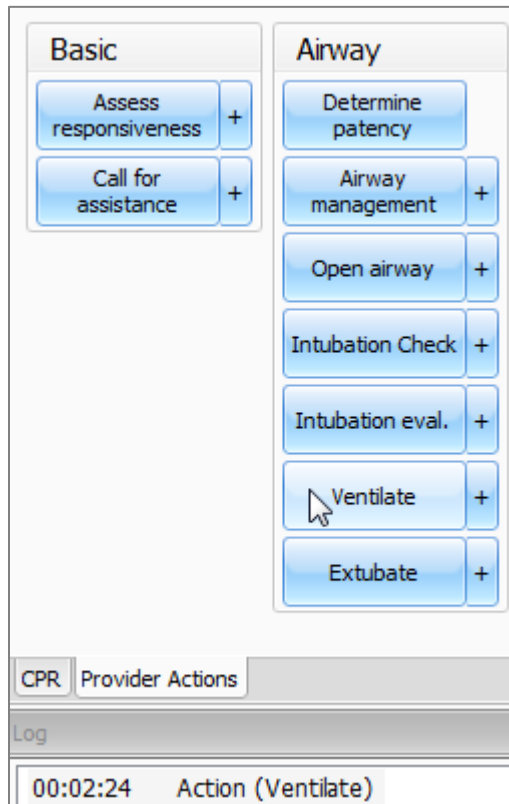 Basic
Assess
responsiveness
+
Call for
assistance
+
Airway
Determine
patency
Airway
management
+
Open airway
+
Intubation Check
+
Intubation eval.
+
Ventilate
+
Extubate
+
CPR
Provider Actions
Log
00:02:24 Action (Ventilate)